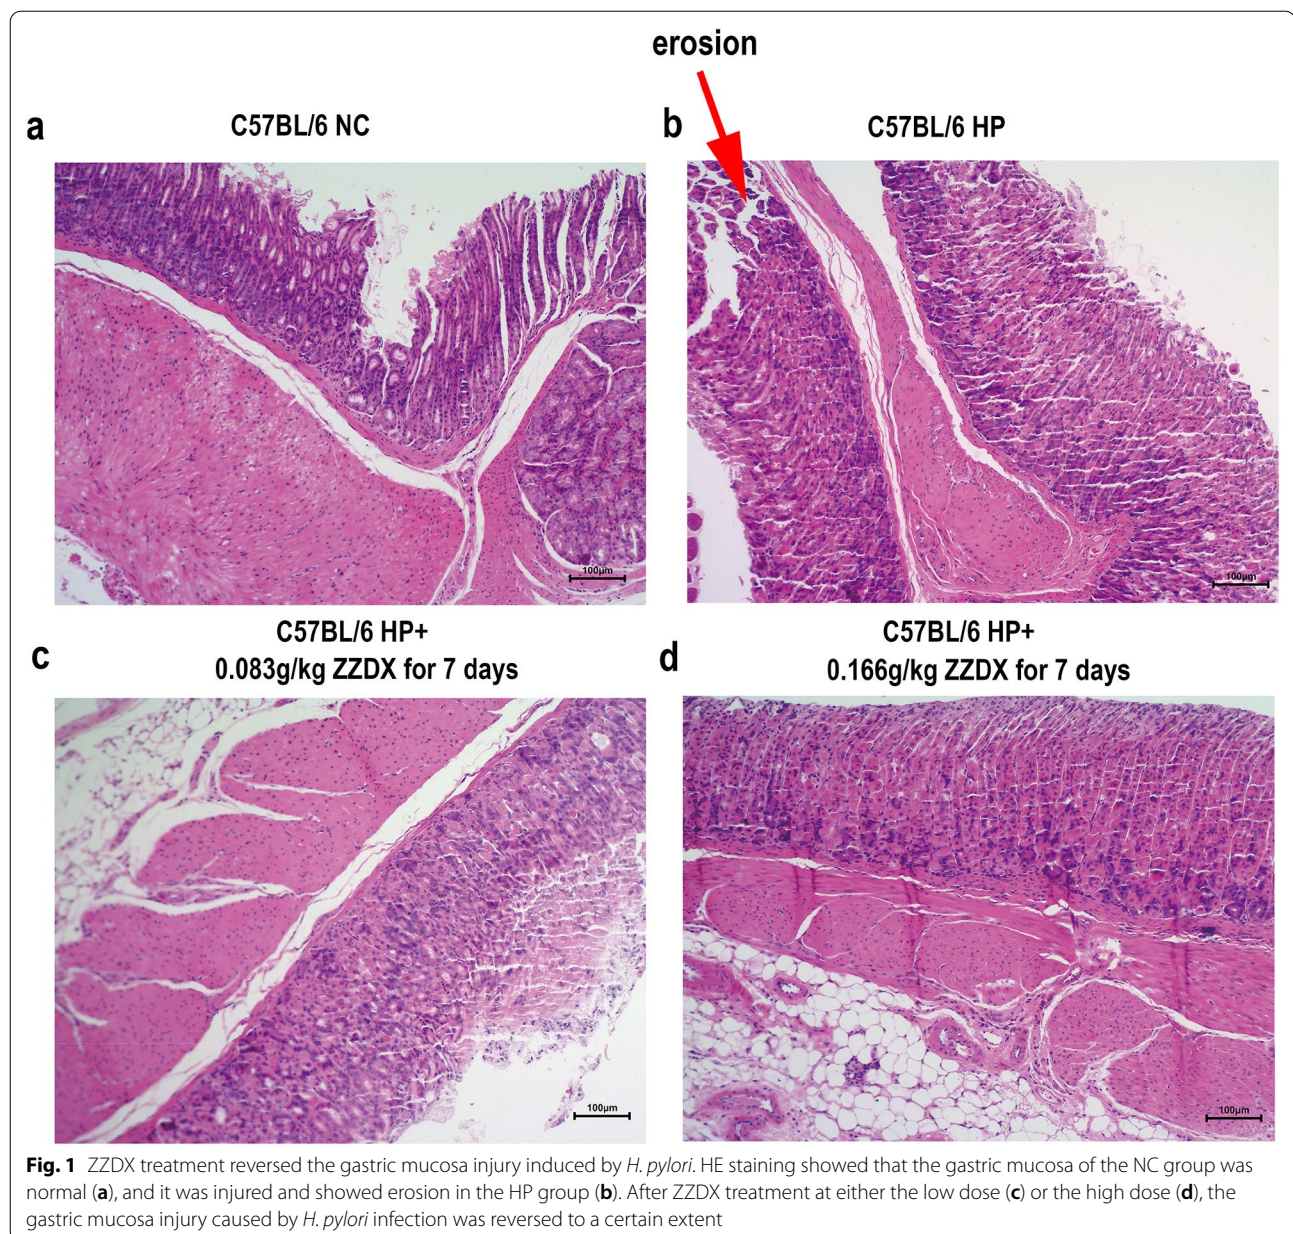 erosion
a
C57BL/6 NC
b
C57BL/6 HP
100μm
100μm
c
C57BL/6 HP+
0.083g/kg ZZDX for 7 days
d
C57BL/6 HP+
0.166g/kg ZZDX for 7 days
100μm
100μm
Fig. 1 ZZDX treatment reversed the gastric mucosa injury induced by H. pylori. HE staining showed that the gastric mucosa of the NC group was
normal (a), and it was injured and showed erosion in the HP group (b). After ZZDX treatment at either the low dose (c) or the high dose (d), the
gastric mucosa injury caused by H. pylori infection was reversed to a certain extent